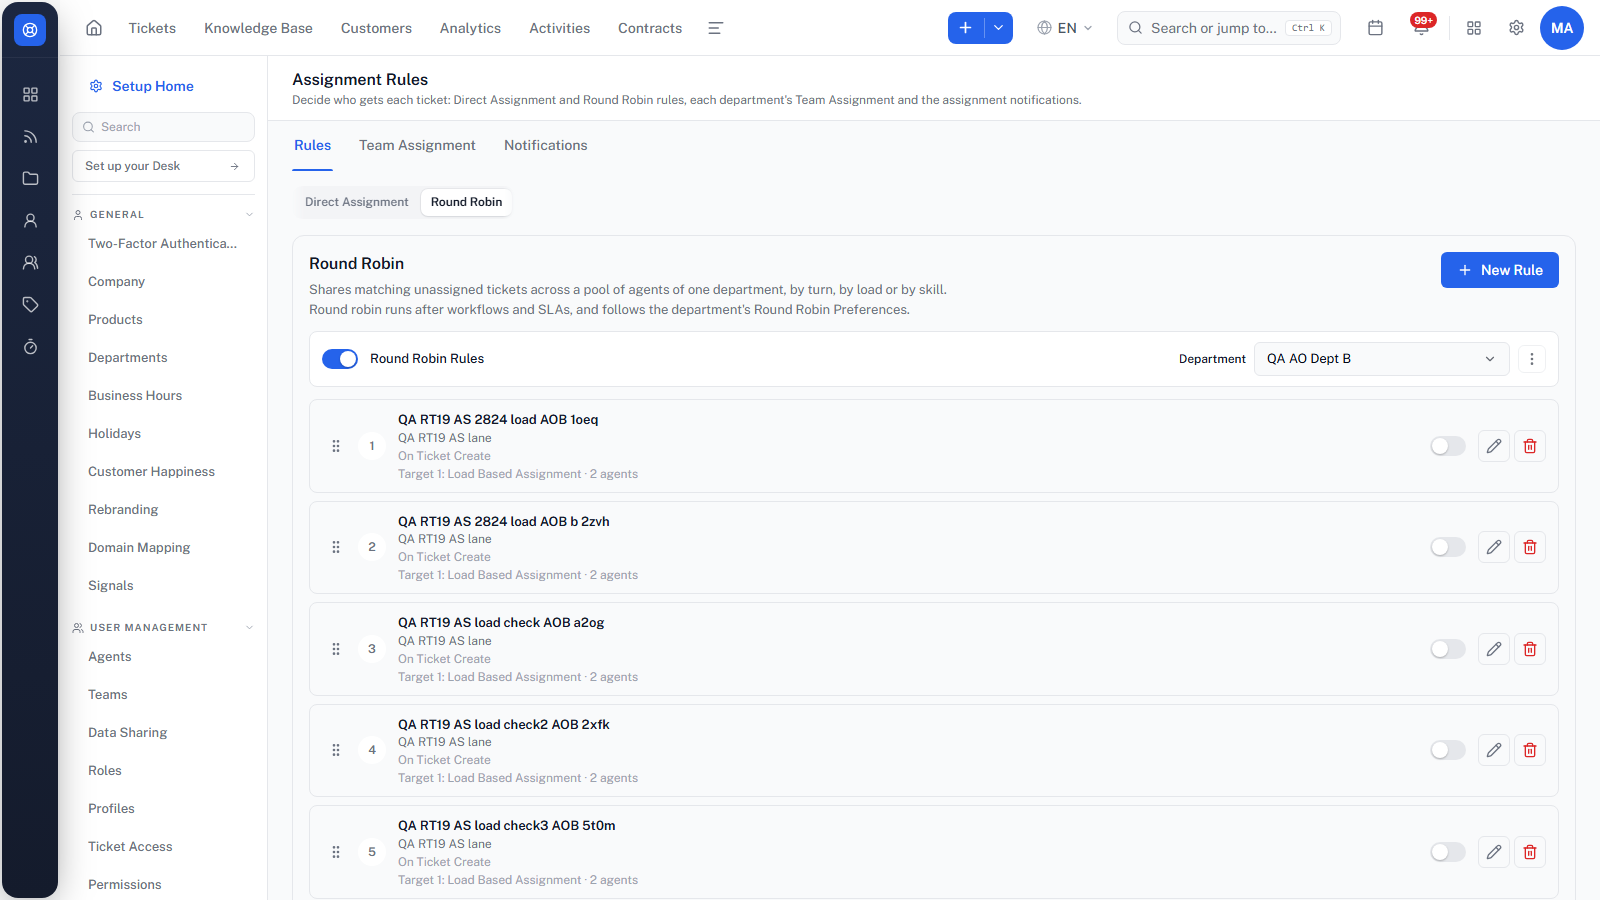 Tickets
Knowledge Base
Customers
Analytics
Activities
Contracts
EN
Search or jump to...
Ctrl K
99+
MA
Setup Home
Search
Set up your Desk
GENERAL
Two-Factor Authentica...
Company
Products
Departments
Business Hours
Holidays
Customer Happiness
Rebranding
Domain Mapping
Signals
USER MANAGEMENT
Agents
Teams
Data Sharing
Roles
Profiles
Ticket Access
Permissions
Assignment Rules
Decide who gets each ticket: Direct Assignment and Round Robin rules, each department's Team Assignment and the assignment notifications.
Rules
Team Assignment
Notifications
Direct Assignment
Round Robin
Round Robin
Shares matching unassigned tickets across a pool of agents of one department, by turn, by load or by skill.
Round robin runs after workflows and SLAs, and follows the department's Round Robin Preferences.
New Rule
Round Robin Rules
Department
QA AO Dept B
1
QA RT19 AS 2824 load AOB 1oeq
QA RT19 AS lane
On Ticket Create
Target 1: Load Based Assignment · 2 agents
2
QA RT19 AS 2824 load AOB b 2zvh
QA RT19 AS lane
On Ticket Create
Target 1: Load Based Assignment · 2 agents
3
QA RT19 AS load check AOB a2og
QA RT19 AS lane
On Ticket Create
Target 1: Load Based Assignment · 2 agents
4
QA RT19 AS load check2 AOB 2xfk
QA RT19 AS lane
On Ticket Create
Target 1: Load Based Assignment · 2 agents
5
QA RT19 AS load check3 AOB 5t0m
QA RT19 AS lane
On Ticket Create
Target 1: Load Based Assignment · 2 agents